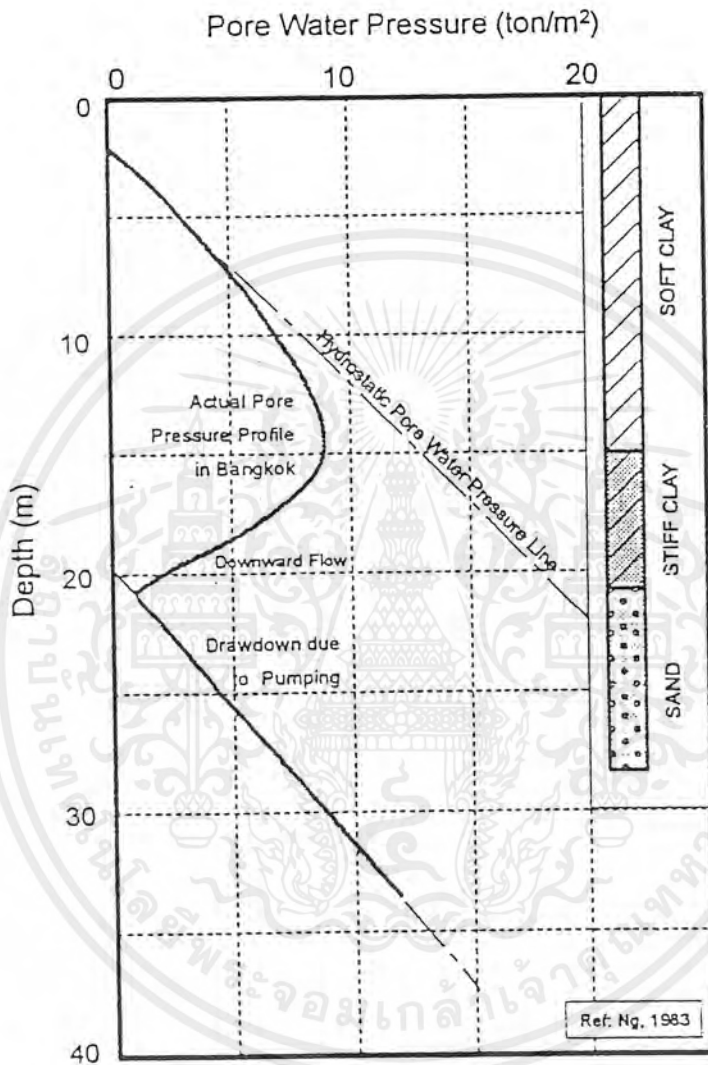 Pore Water Pressure (ton/m²)
0 10 20
0
10
20
30
40
Depth (m)
Hydrostatic Pore Water Pressure Line
Actual Pore
Pressure Profile
in Bangkok
Downward Flow
Drawdown due
o Pumping
SOFT CLAY
STIFF CLAY
SAND
Ref: Ng, 1983